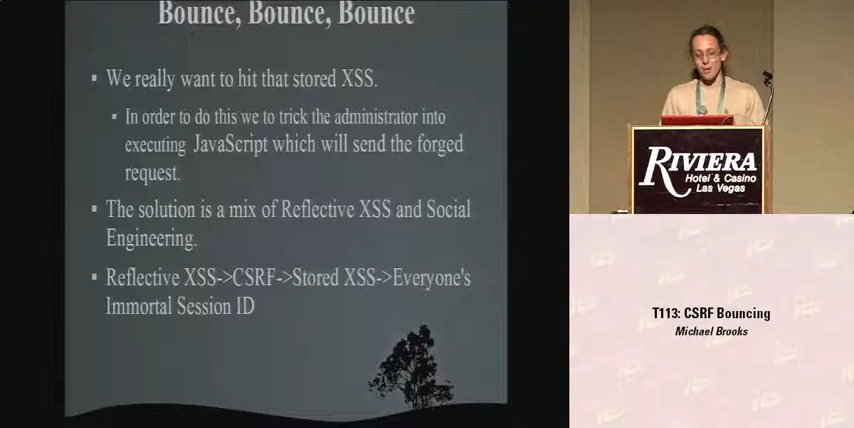 Bounce, Bounce, Bounce
▪ We really want to hit that stored XSS.
▪ In order to do this we to trick the administrator into
executing JavaScript which will send the forged
request.
▪ The solution is a mix of Reflective XSS and Social
Engineering.
▪ Reflective XSS->CSRF->Stored XSS->Everyone's
Immortal Session ID
RIVIERA
Hotel & Casino
Las Vegas
T113: CSRF Bouncing
Michael Brooks